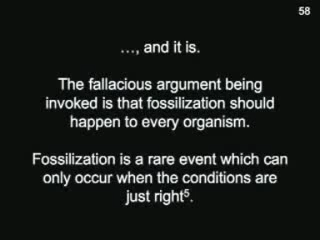 58
…, and it is.
The fallacious argument being
invoked is that fossilization should
happen to every organism.
Fossilization is a rare event which can
only occur when the conditions are
just right⁵.